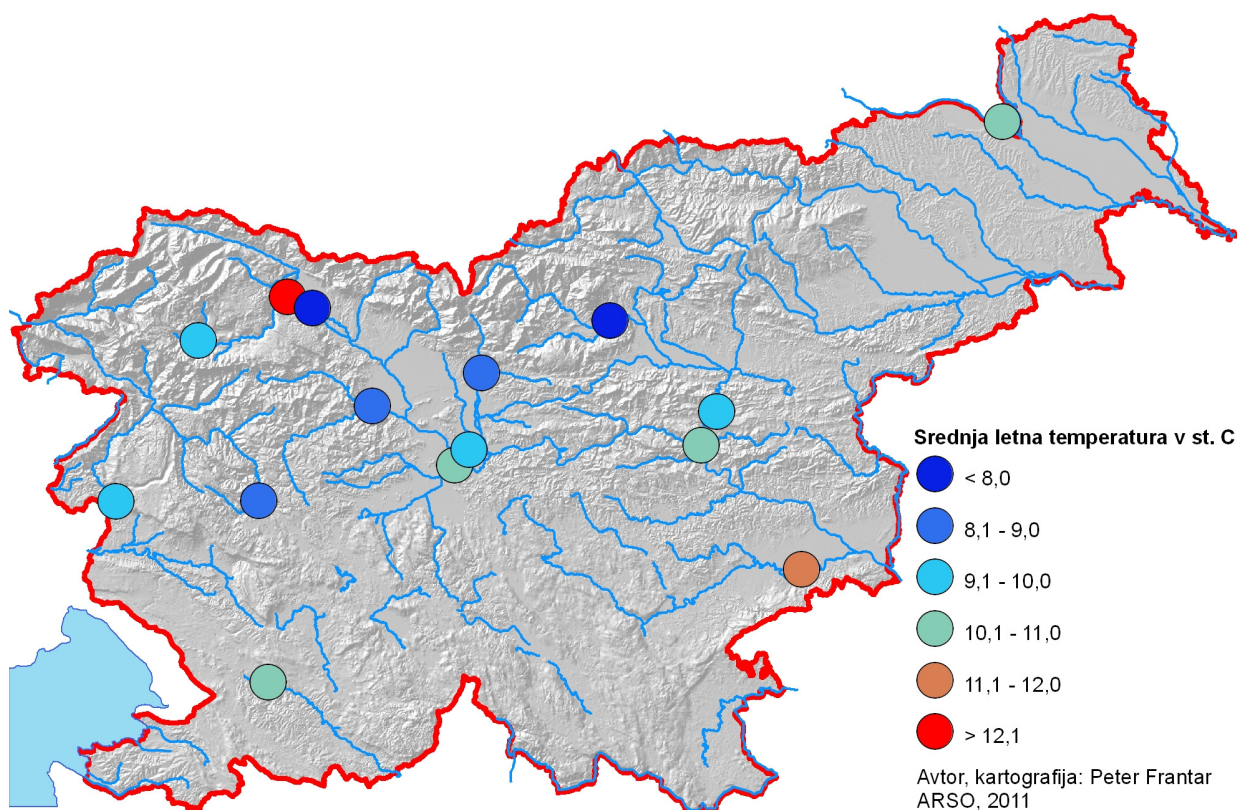 Srednja letna temperatura v st. C
< 8,0
8,1 - 9,0
9,1 - 10,0
10,1 - 11,0
11,1 - 12,0
> 12,1
Avtor, kartografija: Peter Frantar
ARSO, 2011